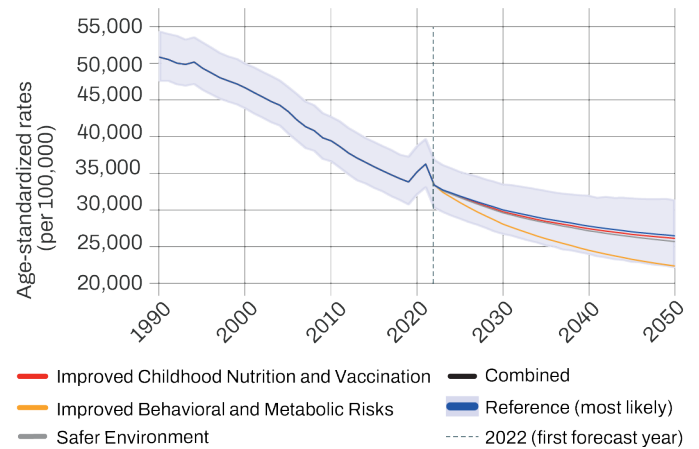 Age-standardized rates
(per 100,000)
55,000
50,000
45,000
40,000
35,000
30,000
25,000
20,000
1990
2000
2010
2020
2030
2040
2050
Improved Childhood Nutrition and Vaccination
Combined
Improved Behavioral and Metabolic Risks
Reference (most likely)
Safer Environment
2022 (first forecast year)